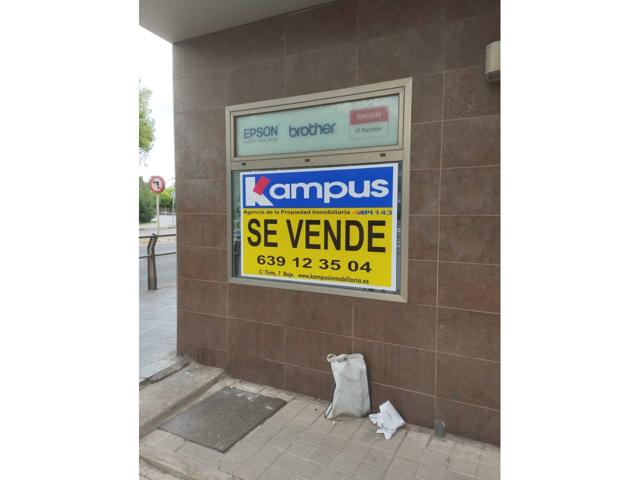 EPSON
brother
RICOH
IT Partner
Kampus
Agencia de la Propiedad Inmobiliaria API 143
SE VENDE
639 12 35 04
C/ Tinte, 7 Bajo www.kampusinmobiliaria.es